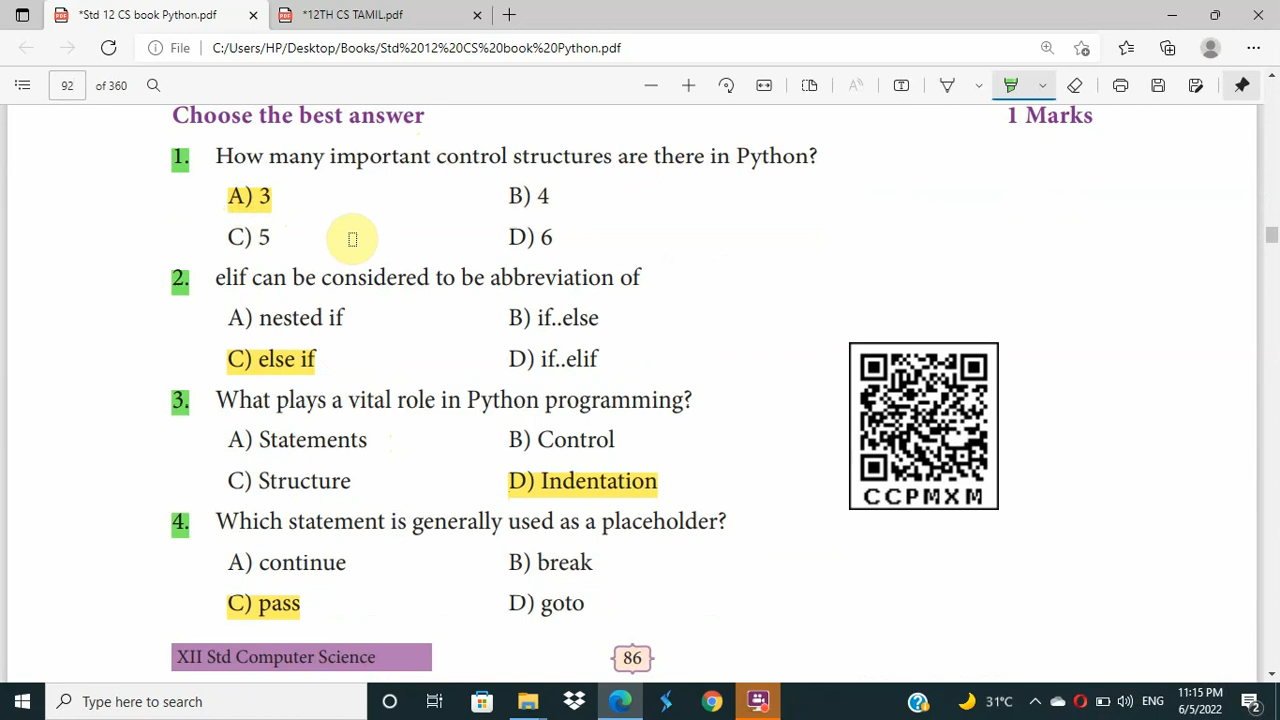 *Std 12 CS book Python.pdf
*12TH CS TAMIL.pdf
File
C:/Users/HP/Desktop/Books/Std%2012%20CS%20book%20Python.pdf
92 of 360
Choose the best answer 1 Marks
1. How many important control structures are there in Python?
A) 3 B) 4
C) 5 D) 6
2. elif can be considered to be abbreviation of
A) nested if B) if..else
C) else if D) if..elif
3. What plays a vital role in Python programming?
A) Statements B) Control
C) Structure D) Indentation
4. Which statement is generally used as a placeholder?
A) continue B) break
C) pass D) goto
CCPMXM
XII Std Computer Science
86
Type here to search
31°C
ENG
11:15 PM
6/5/2022
2